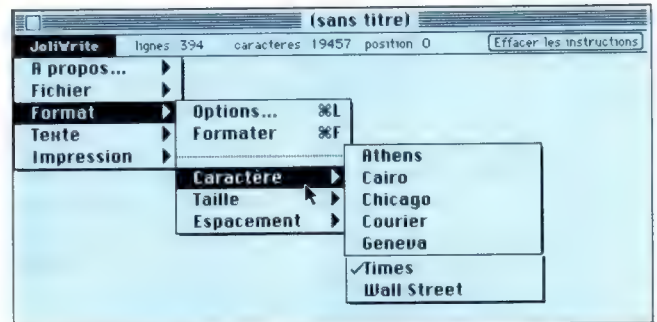 (sans titre)
JoliWrite lignes 394 caracteres 19457 position 0 Effacer les instructions
A propos...
Fichier
Format
Texte
Impression
Options... ⌘L
Formater ⌘F
Caractère
Taille
Espacement
Athens
Cairo
Chicago
Courier
Geneva
✓Times
Wall Street